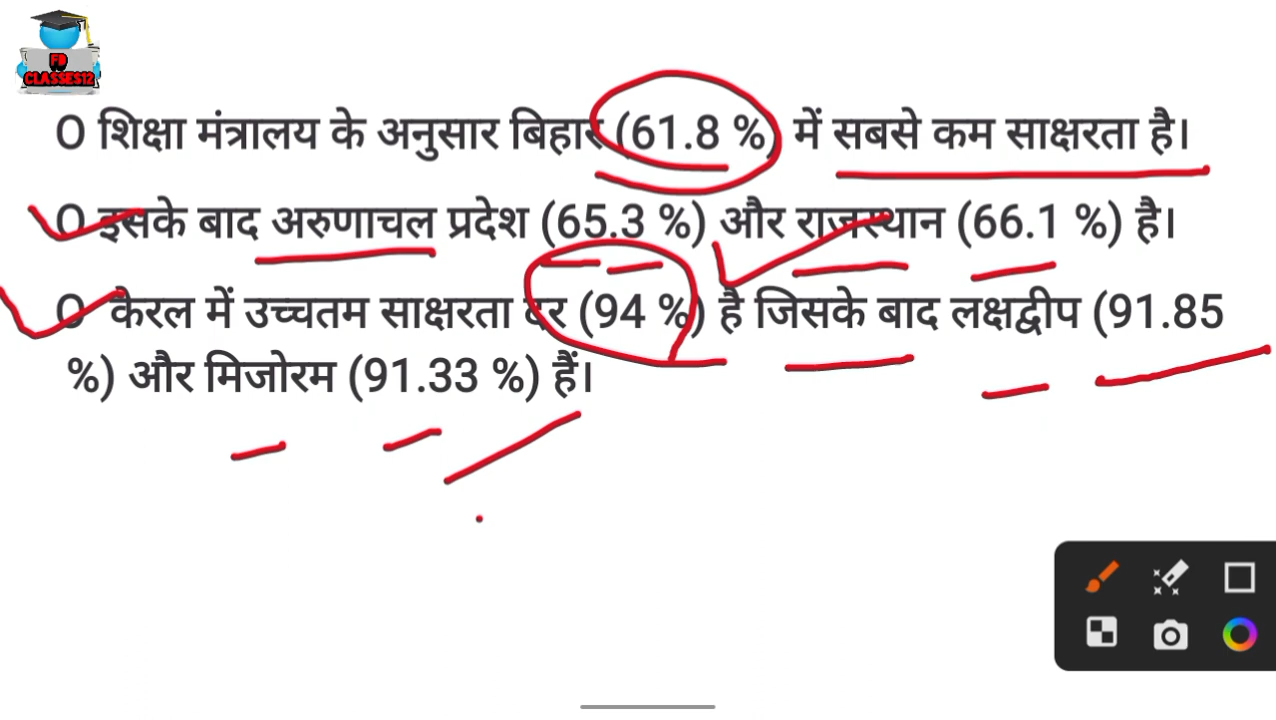 FD
CLASSES12
O शिक्षा मंत्रालय के अनुसार बिहार (61.8 %) में सबसे कम साक्षरता है।
O इसके बाद अरुणाचल प्रदेश (65.3 %) और राजस्थान (66.1 %) है।
O केरल में उच्चतम साक्षरता दर (94 %) है जिसके बाद लक्षद्वीप (91.85
%) और मिजोरम (91.33 %) हैं।